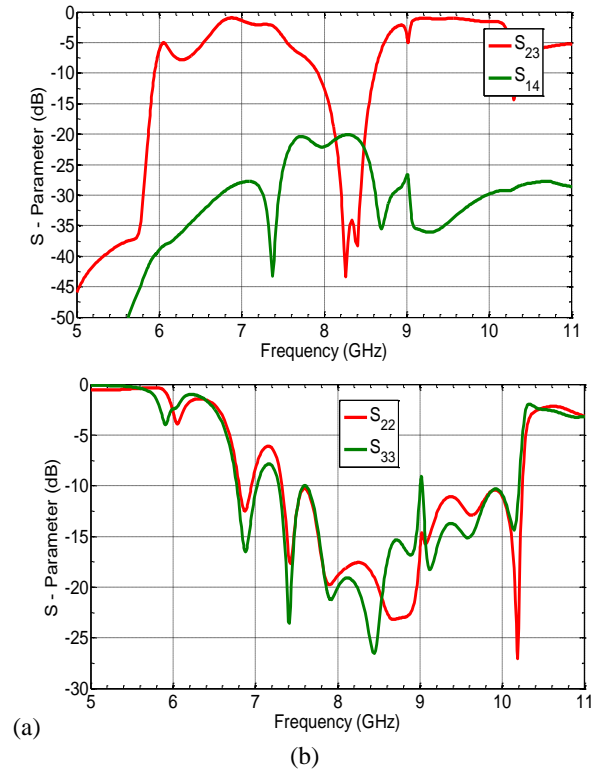 0
-5
-10
-15
-20
-25
-30
-35
-40
-45
-50
S - Parameter (dB)
S23
S14
5 6 7 8 9 10 11
Frequency (GHz)
0
-5
-10
-15
-20
-25
-30
S - Parameter (dB)
S22
S33
5 6 7 8 9 10 11
Frequency (GHz)
(a)
(b)